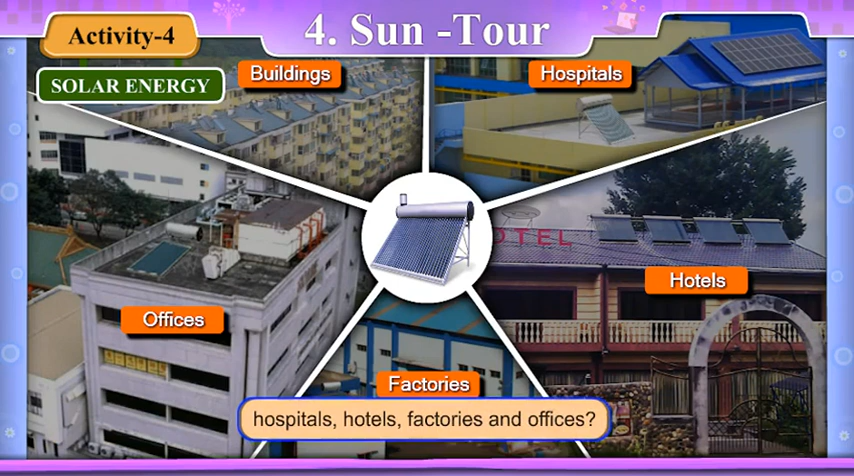 Activity-4
4. Sun -Tour
SOLAR ENERGY
Buildings
Hospitals
OTEL
Hotels
Offices
Factories
hospitals, hotels, factories and offices?